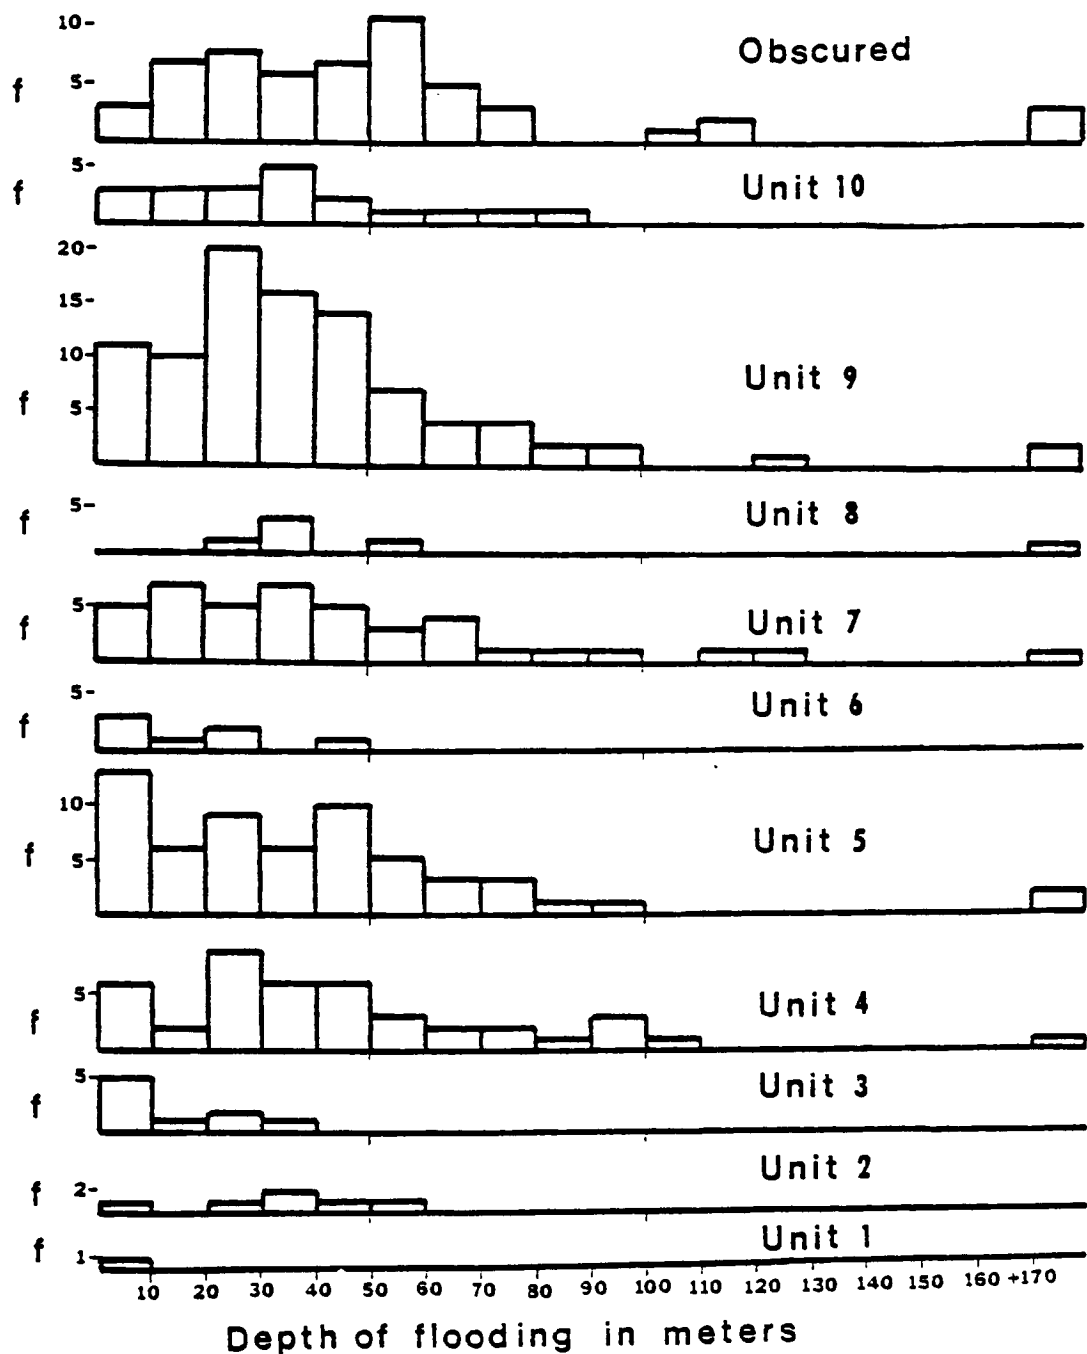 10-
Obscured
5-
f
5-
f
Unit 10
20-
15-
10-
Unit 9
f
5-
5-
f
Unit 8
5-
f
Unit 7
5-
f
Unit 6
10-
f
5-
Unit 5
5-
f
Unit 4
5-
f
Unit 3
f
2-
Unit 2
f
1-
Unit 1
10 20 30 40 50 60 70 80 90 100 110 120 130 140 150 160 +170
Depth of flooding in meters